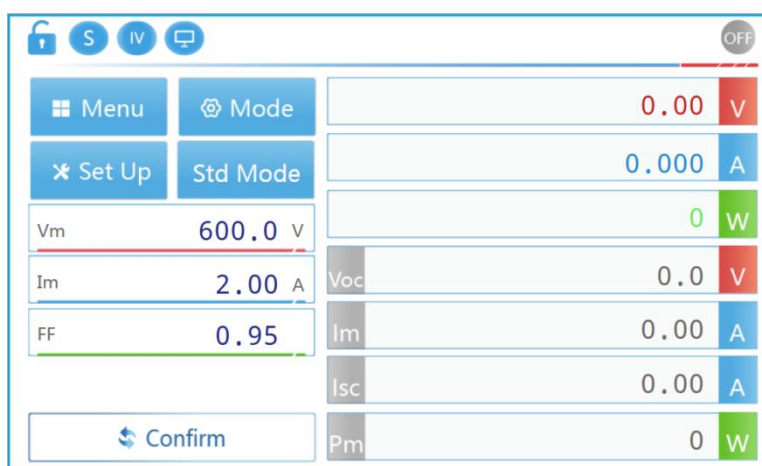 S IV OFF
Menu Mode 0.00 V
Set Up Std Mode 0.000 A
Vm 600.0 V 0 W
Im 2.00 A Voc 0.0 V
FF 0.95 Im 0.00 A
Isc 0.00 A
Confirm Pm 0 W